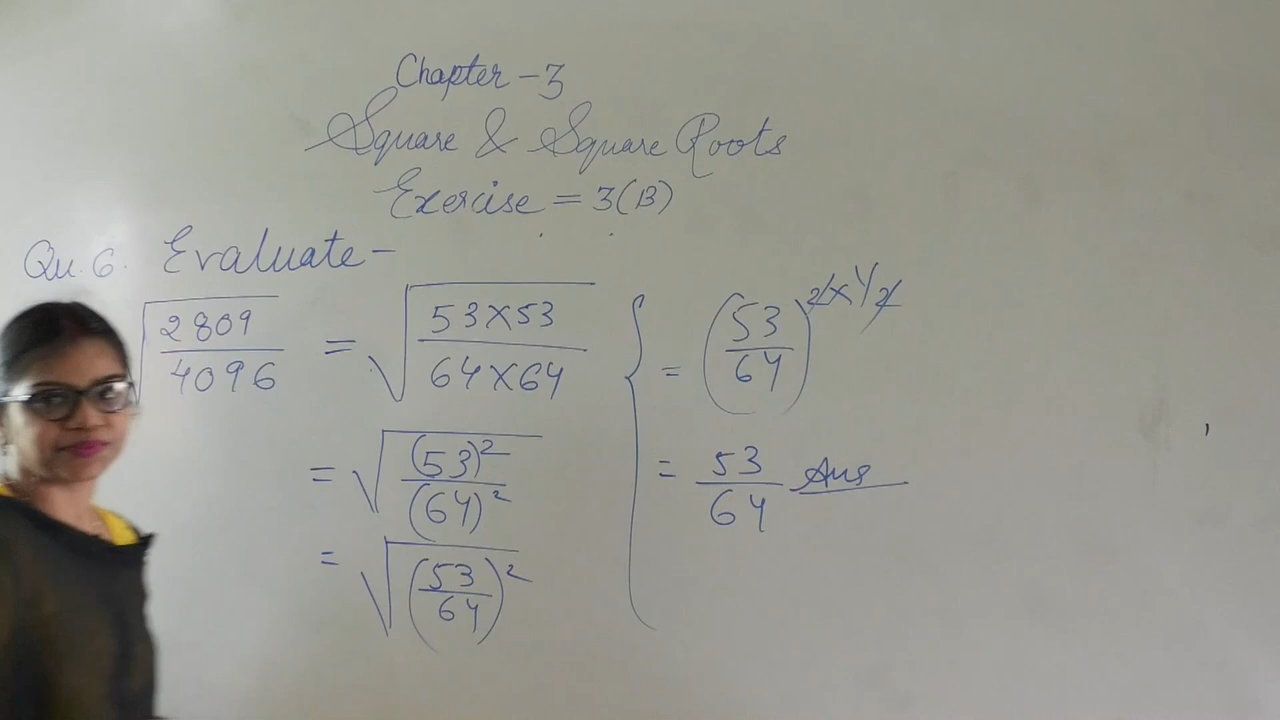 Chapter - 3
Square & Square Roots
Exercise = 3(B)
Qu. 6. Evaluate -
√(2809/4096) = √(53×53/64×64)
= √((53)²/(64)²)
= √((53/64)²)
= (53/64)^(2×1/2)
= 53/64 Ans